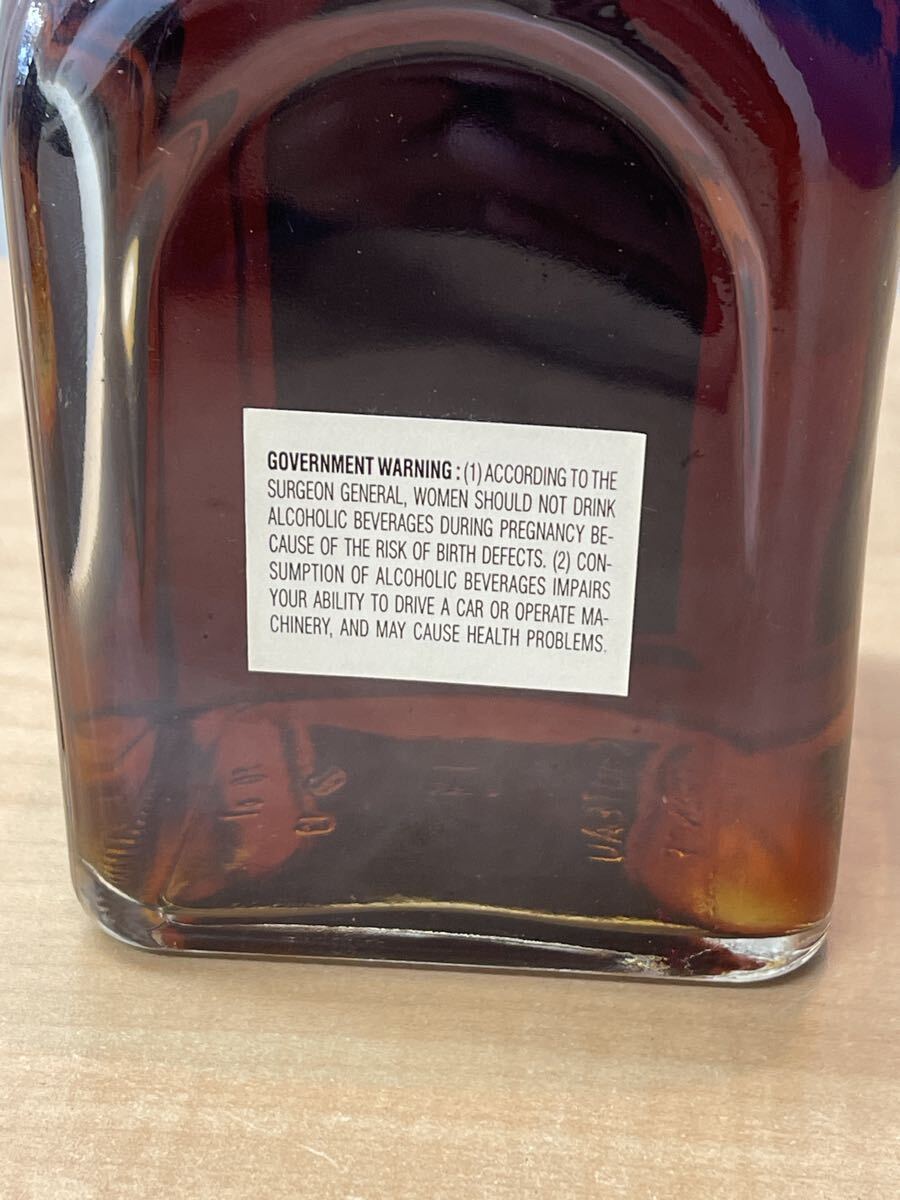 GOVERNMENT WARNING : (1) ACCORDING TO THE
SURGEON GENERAL, WOMEN SHOULD NOT DRINK
ALCOHOLIC BEVERAGES DURING PREGNANCY BE-
CAUSE OF THE RISK OF BIRTH DEFECTS. (2) CON-
SUMPTION OF ALCOHOLIC BEVERAGES IMPAIRS
YOUR ABILITY TO DRIVE A CAR OR OPERATE MA-
CHINERY, AND MAY CAUSE HEALTH PROBLEMS.